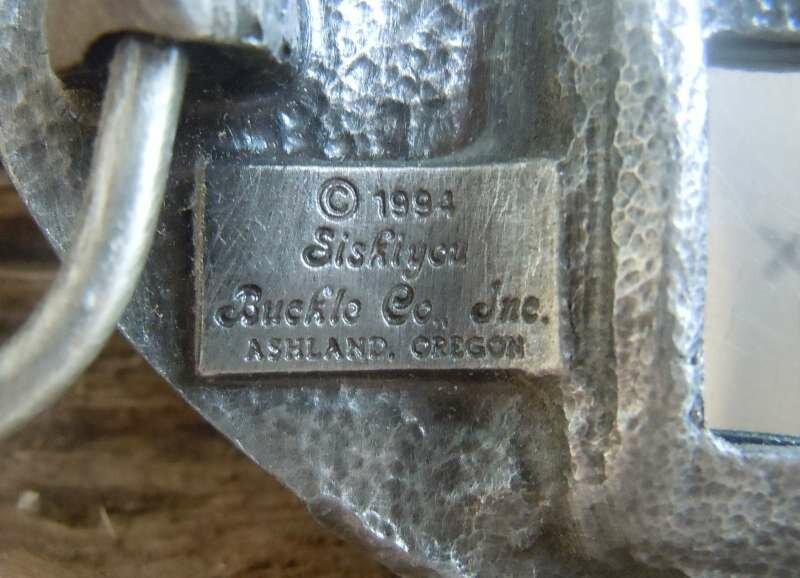 © 1994
Siskiyou
Buckle Co., Inc.
ASHLAND, OREGON